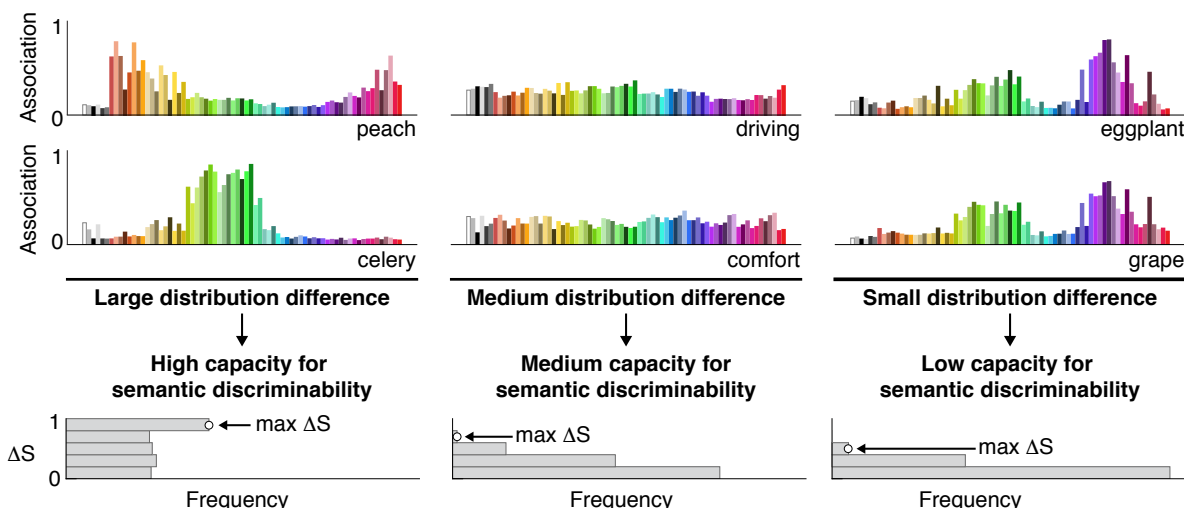 1
Association
0
peach
driving
eggplant
1
Association
0
celery
comfort
grape
Large distribution difference
Medium distribution difference
Small distribution difference
High capacity for
semantic discriminability
Medium capacity for
semantic discriminability
Low capacity for
semantic discriminability
1
ΔS
0
max ΔS
max ΔS
max ΔS
Frequency
Frequency
Frequency